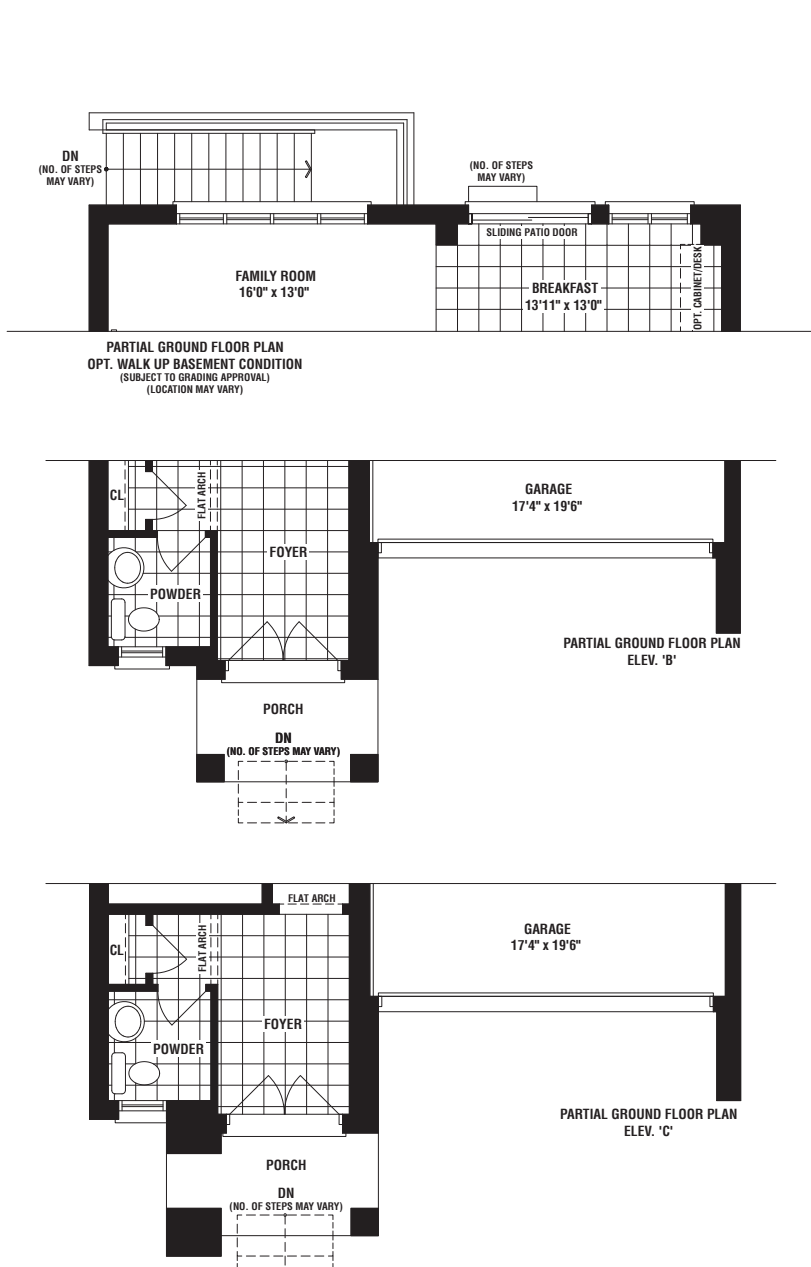 DN
(NO. OF STEPS
MAY VARY)
(NO. OF STEPS
MAY VARY)
SLIDING PATIO DOOR
FAMILY ROOM
16'0" x 13'0"
BREAKFAST
13'11" x 13'0"
OPT. CABINET/DESK
PARTIAL GROUND FLOOR PLAN
OPT. WALK UP BASEMENT CONDITION
(SUBJECT TO GRADING APPROVAL)
(LOCATION MAY VARY)
CL
FLAT ARCH
GARAGE
17'4" x 19'6"
FOYER
POWDER
PARTIAL GROUND FLOOR PLAN
ELEV. 'B'
PORCH
DN
(NO. OF STEPS MAY VARY)
FLAT ARCH
CL
FLAT ARCH
GARAGE
17'4" x 19'6"
FOYER
POWDER
PARTIAL GROUND FLOOR PLAN
ELEV. 'C'
PORCH
DN
(NO. OF STEPS MAY VARY)